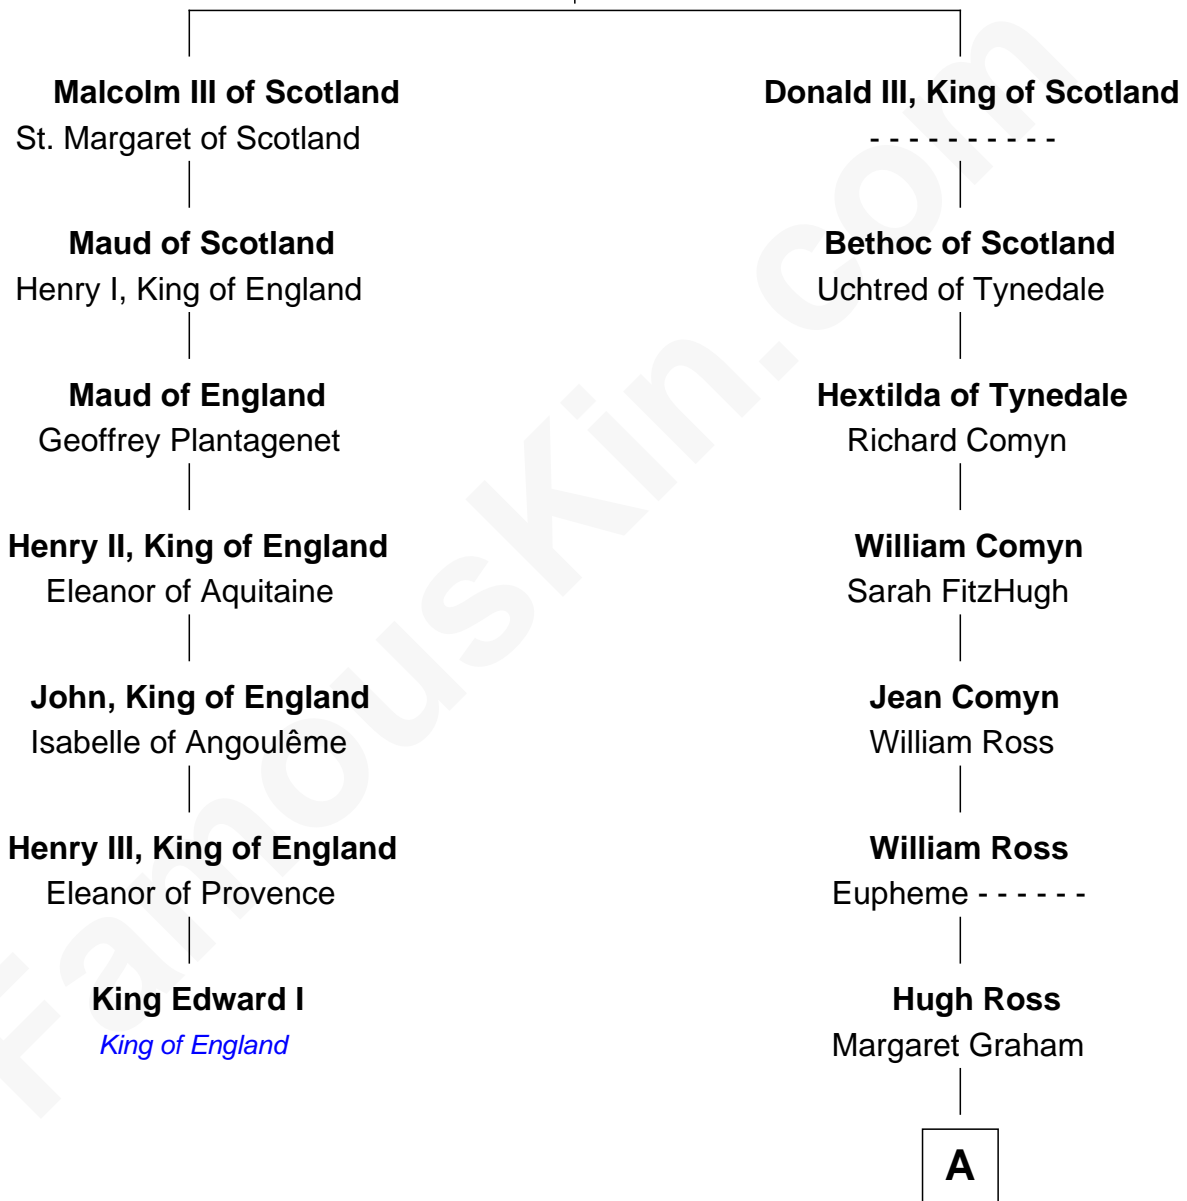 Malcolm III of Scotland
St. Margaret of Scotland
Maud of Scotland
Henry I, King of England
Maud of England
Geoffrey Plantagenet
Henry II, King of England
Eleanor of Aquitaine
John, King of England
Isabelle of Angoulême
Henry III, King of England
Eleanor of Provence
King Edward I
King of England
Donald III, King of Scotland
- - - - - - - - - -
Bethoc of Scotland
Uchtred of Tynedale
Hextilda of Tynedale
Richard Comyn
William Comyn
Sarah FitzHugh
Jean Comyn
William Ross
William Ross
Eupheme - - - - - -
Hugh Ross
Margaret Graham
A
FamousKin.com